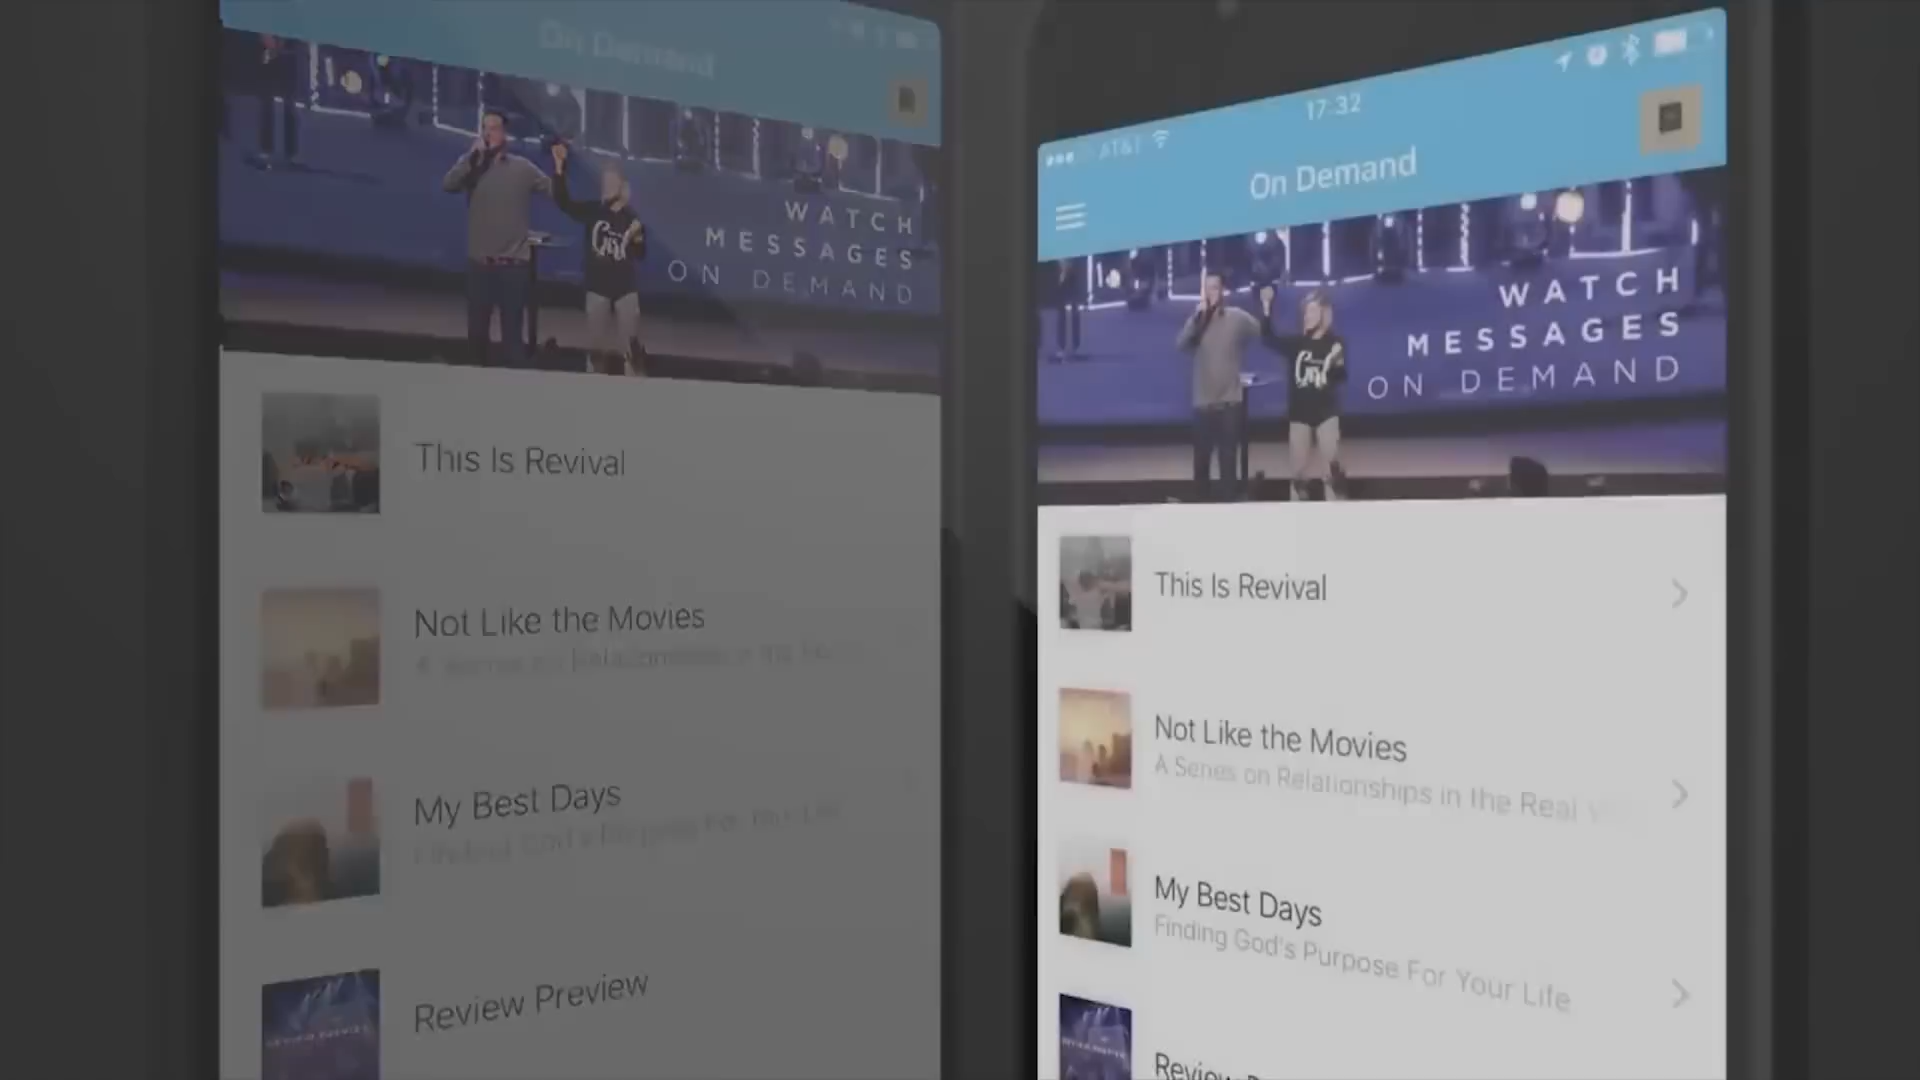 On Demand
WATCH
MESSAGES
ON DEMAND
This Is Revival
Not Like the Movies
My Best Days
Review Preview
AT&T
17:32
On Demand
WATCH
MESSAGES
ON DEMAND
Girl
This Is Revival
Not Like the Movies
A Series on Relationships in the Real
My Best Days
Finding God's Purpose For Your Life